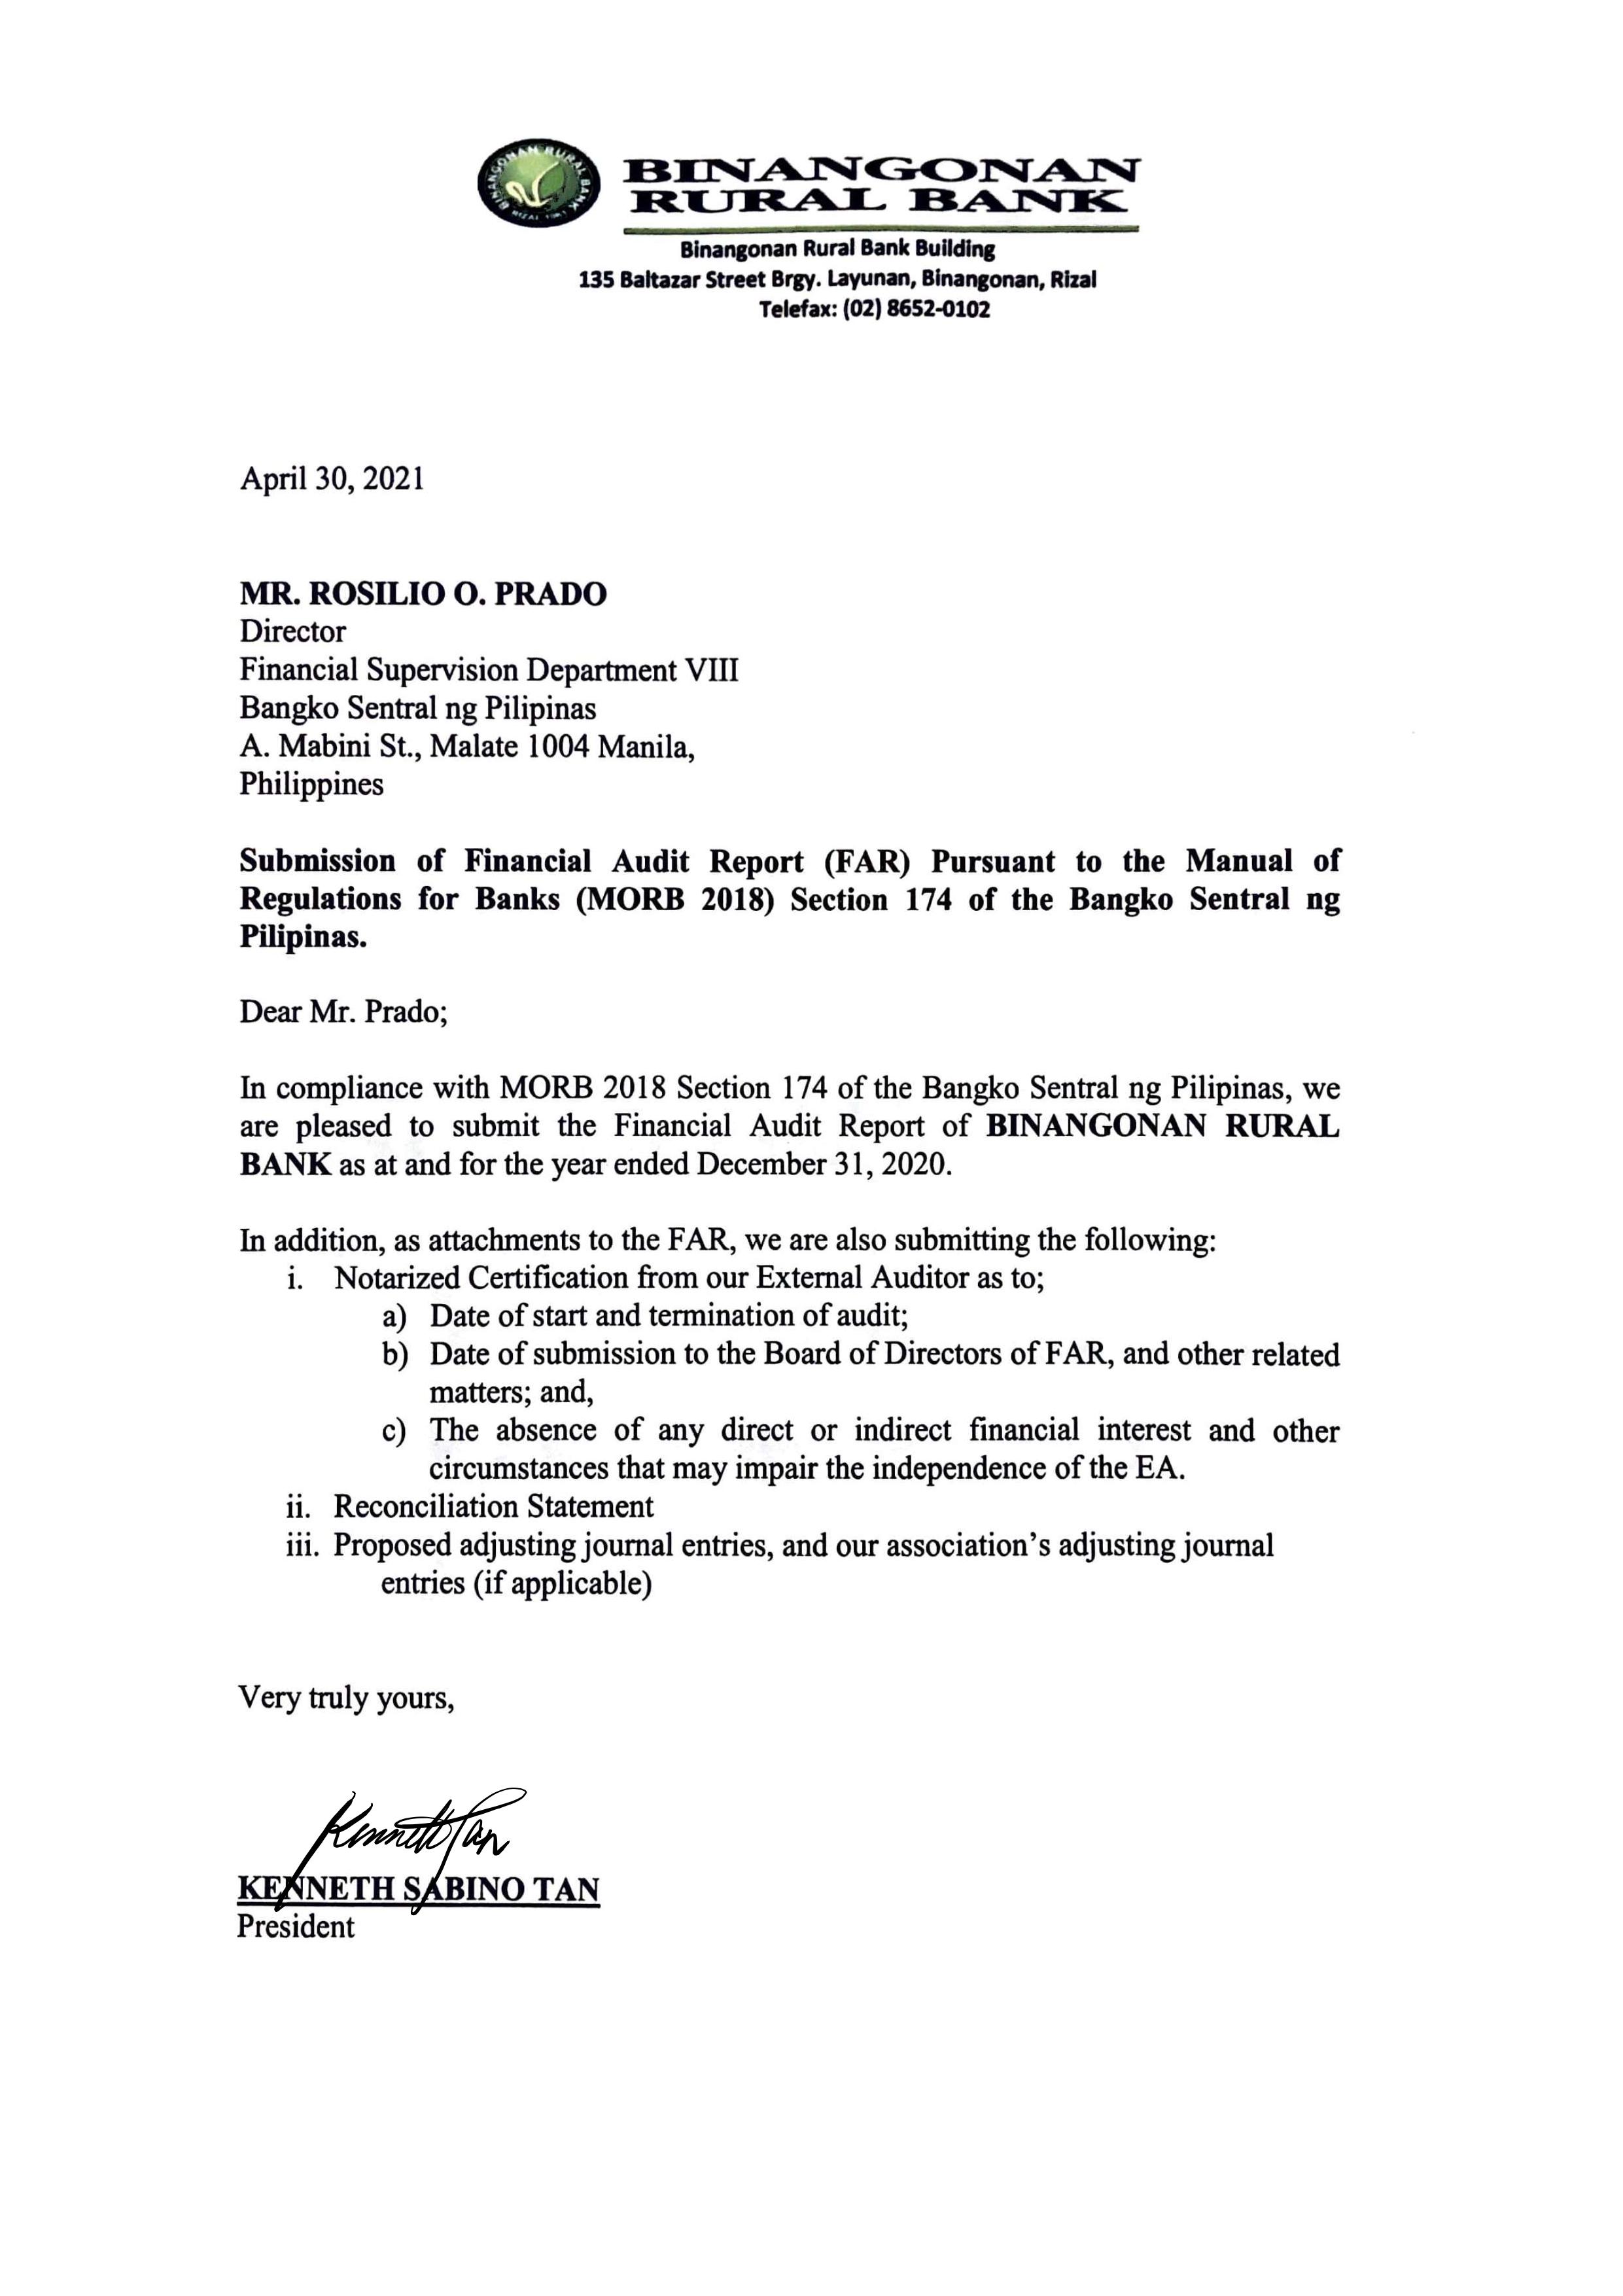 BINANGONAN RURAL BANK
RIZAL 1961
BINANGONAN
RURAL BANK
Binangonan Rural Bank Building
135 Baltazar Street Brgy. Layunan, Binangonan, Rizal
Telefax: (02) 8652-0102
April 30, 2021
MR. ROSILIO O. PRADO
Director
Financial Supervision Department VIII
Bangko Sentral ng Pilipinas
A. Mabini St., Malate 1004 Manila,
Philippines
Submission of Financial Audit Report (FAR) Pursuant to the Manual of
Regulations for Banks (MORB 2018) Section 174 of the Bangko Sentral ng
Pilipinas.
Dear Mr. Prado;
In compliance with MORB 2018 Section 174 of the Bangko Sentral ng Pilipinas, we
are pleased to submit the Financial Audit Report of BINANGONAN RURAL
BANK as at and for the year ended December 31, 2020.
In addition, as attachments to the FAR, we are also submitting the following:
i. Notarized Certification from our External Auditor as to;
a) Date of start and termination of audit;
b) Date of submission to the Board of Directors of FAR, and other related
matters; and,
c) The absence of any direct or indirect financial interest and other
circumstances that may impair the independence of the EA.
ii. Reconciliation Statement
iii. Proposed adjusting journal entries, and our association's adjusting journal
entries (if applicable)
Very truly yours,
Kenneth Tan
KENNETH SABINO TAN
President